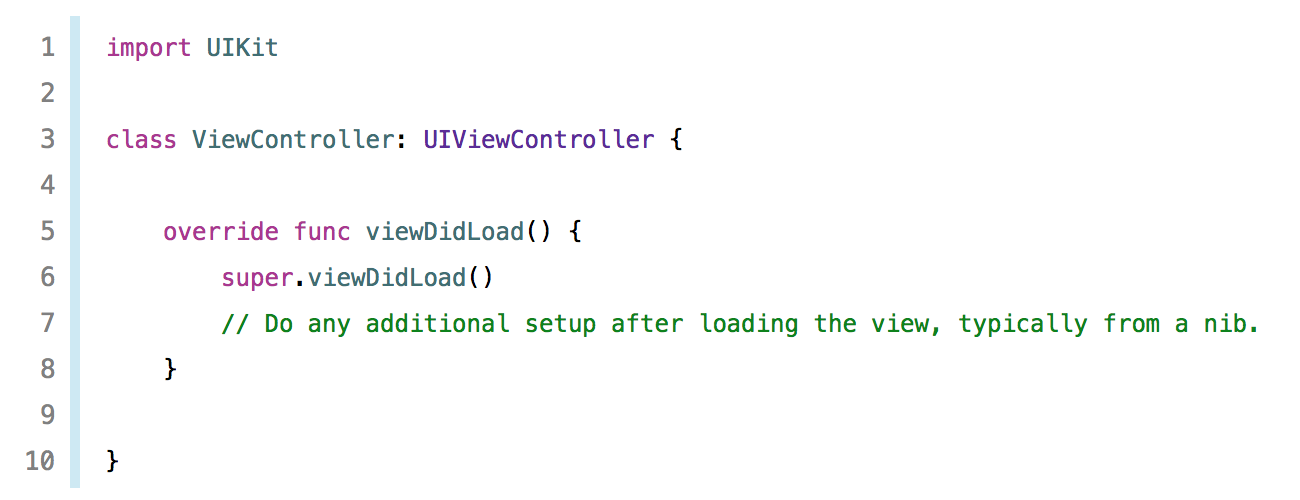 1 import UIKit
2
3 class ViewController: UIViewController {
4
5     override func viewDidLoad() {
6         super.viewDidLoad()
7         // Do any additional setup after loading the view, typically from a nib.
8     }
9
10 }